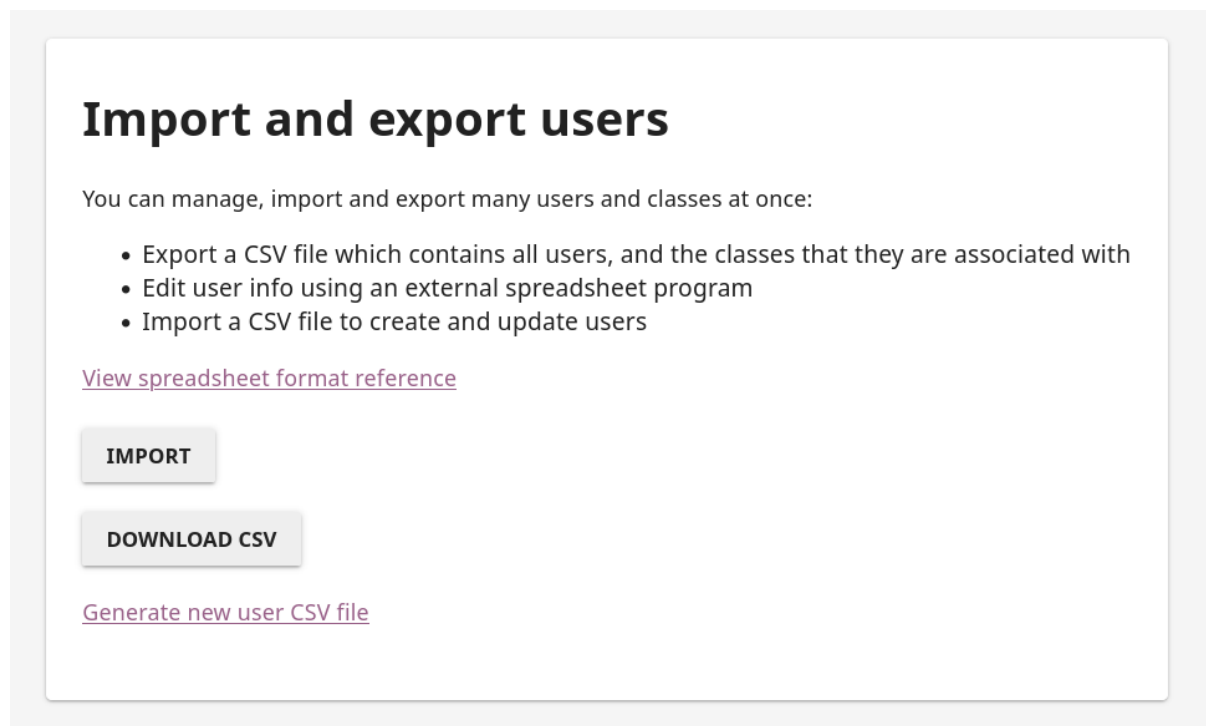 Import and export users
You can manage, import and export many users and classes at once:
• Export a CSV file which contains all users, and the classes that they are associated with
• Edit user info using an external spreadsheet program
• Import a CSV file to create and update users
View spreadsheet format reference
IMPORT
DOWNLOAD CSV
Generate new user CSV file